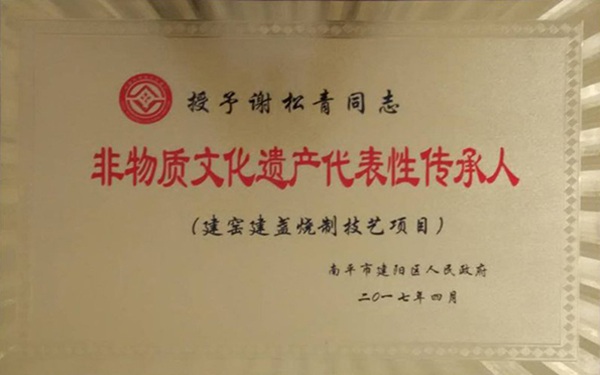 授予谢松青同志
非物质文化遗产代表性传承人
(建窑建盏烧制技艺项目)
南平市建阳区人民政府
二〇一七年四月